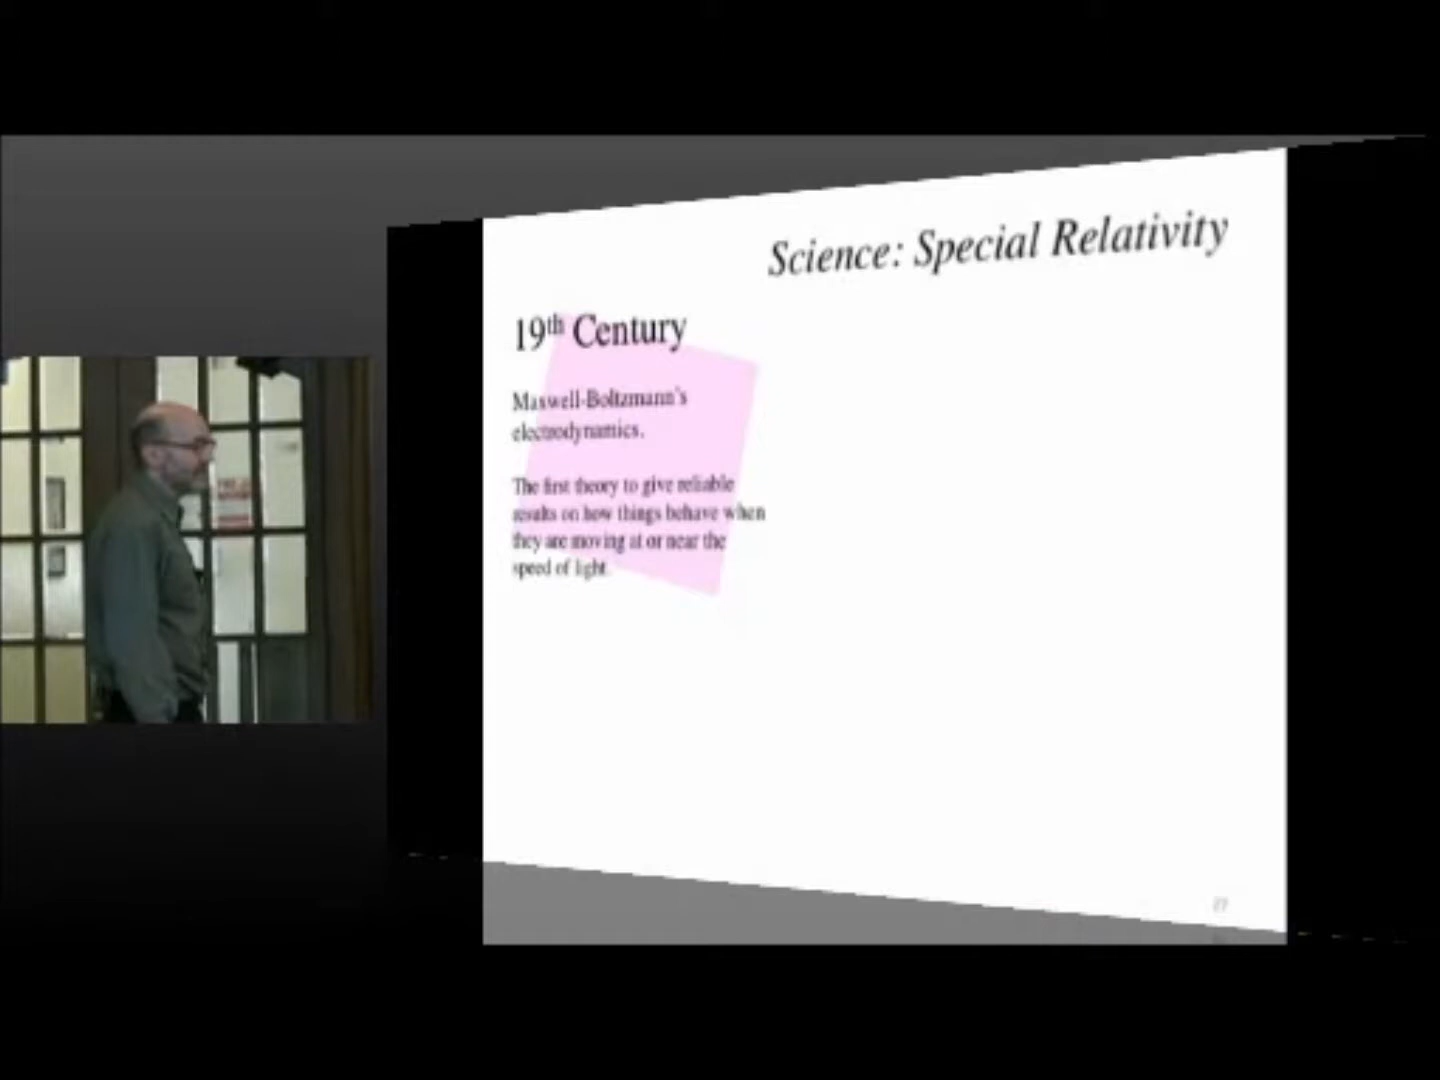 Science: Special Relativity
19th Century
Maxwell-Boltzmann's
electrodynamics.
The first theory to give reliable
results on how things behave when
they are moving at or near the
speed of light.
27